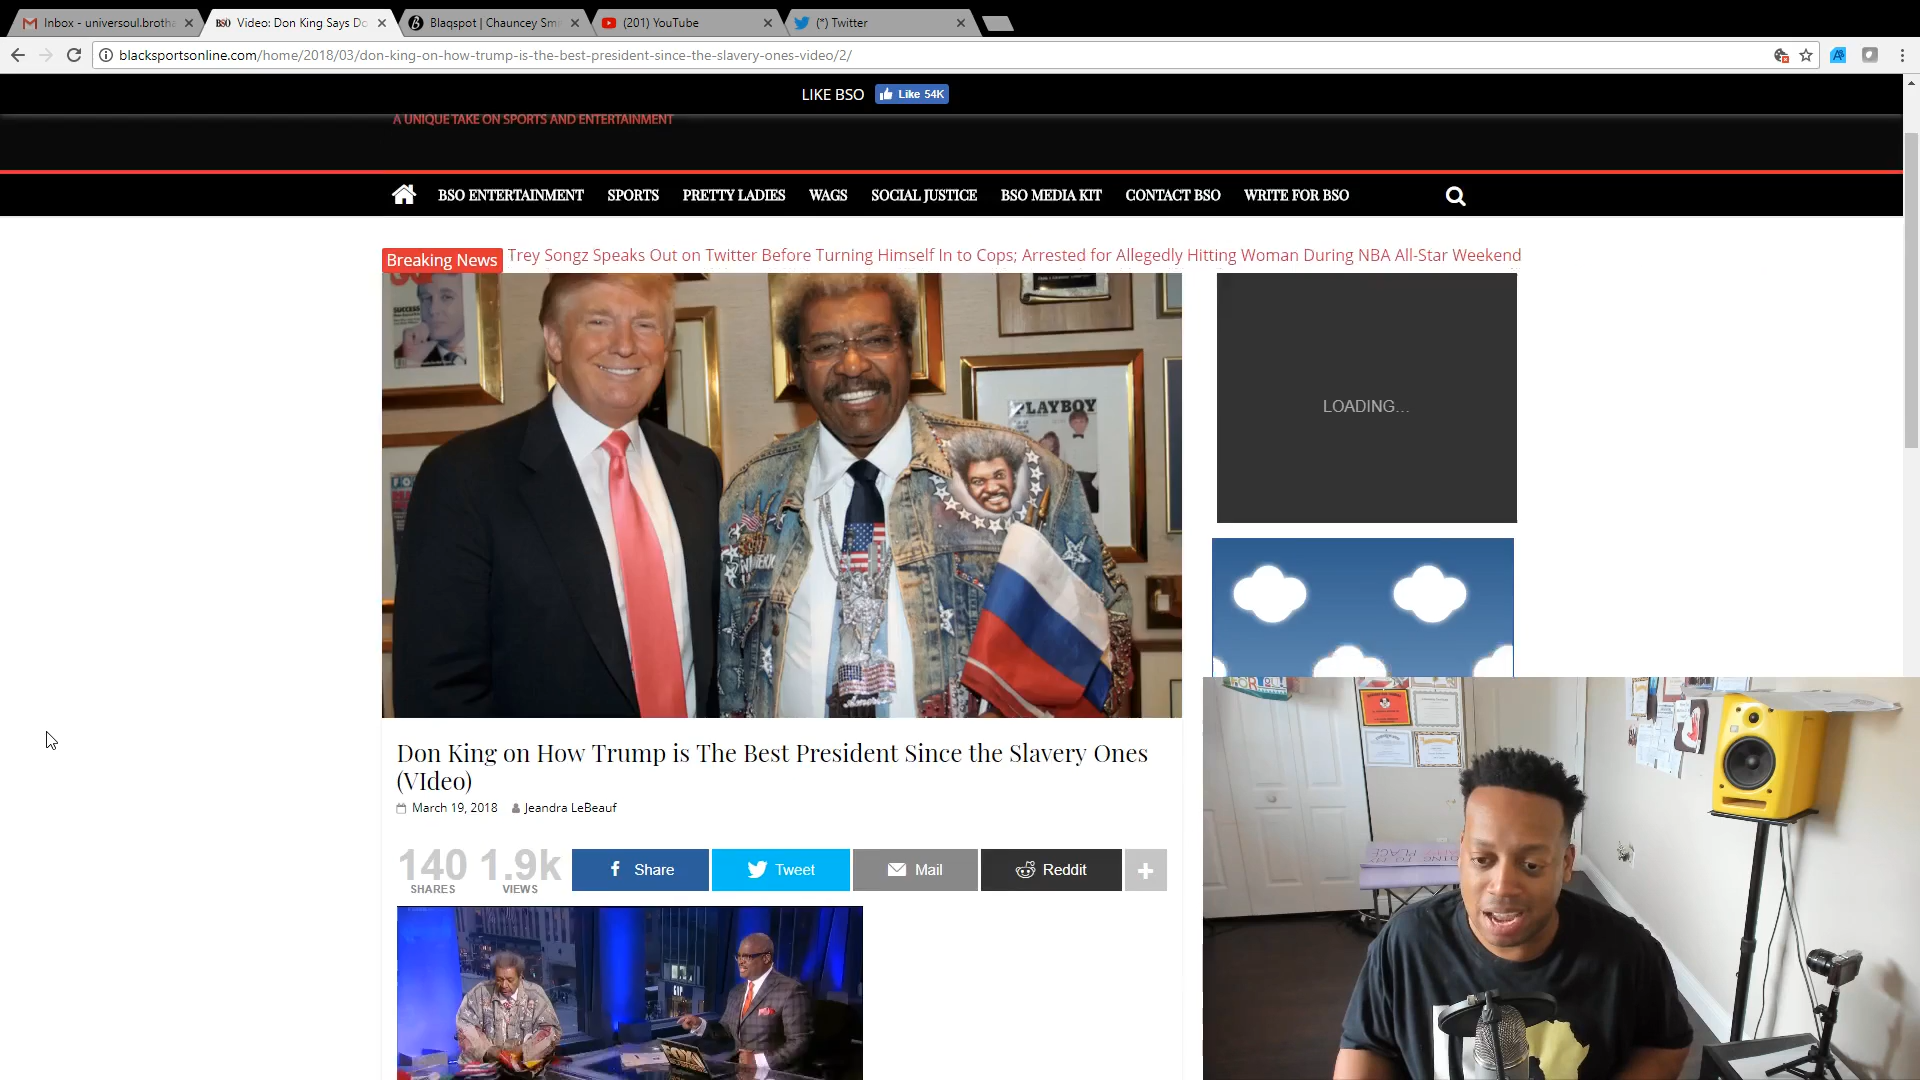 Inbox - universoul.broth
Video: Don King Says Do
Blaqspot | Chauncey Smi
(201) YouTube
(*) Twitter
blacksportsonline.com/home/2018/03/don-king-on-how-trump-is-the-best-president-since-the-slavery-ones-video/2/
LIKE BSO
Like 54K
A UNIQUE TAKE ON SPORTS AND ENTERTAINMENT
BSO ENTERTAINMENT
SPORTS
PRETTY LADIES
WAGS
SOCIAL JUSTICE
BSO MEDIA KIT
CONTACT BSO
WRITE FOR BSO
Breaking News
Trey Songz Speaks Out on Twitter Before Turning Himself In to Cops; Arrested for Allegedly Hitting Woman During NBA All-Star Weekend
SUCCESS
PLAYBOY
LOADING...
Don King on How Trump is The Best President Since the Slavery Ones
(VIdeo)
March 19, 2018
Jeandra LeBeauf
140
SHARES
1.9k
VIEWS
Share
Tweet
Mail
Reddit